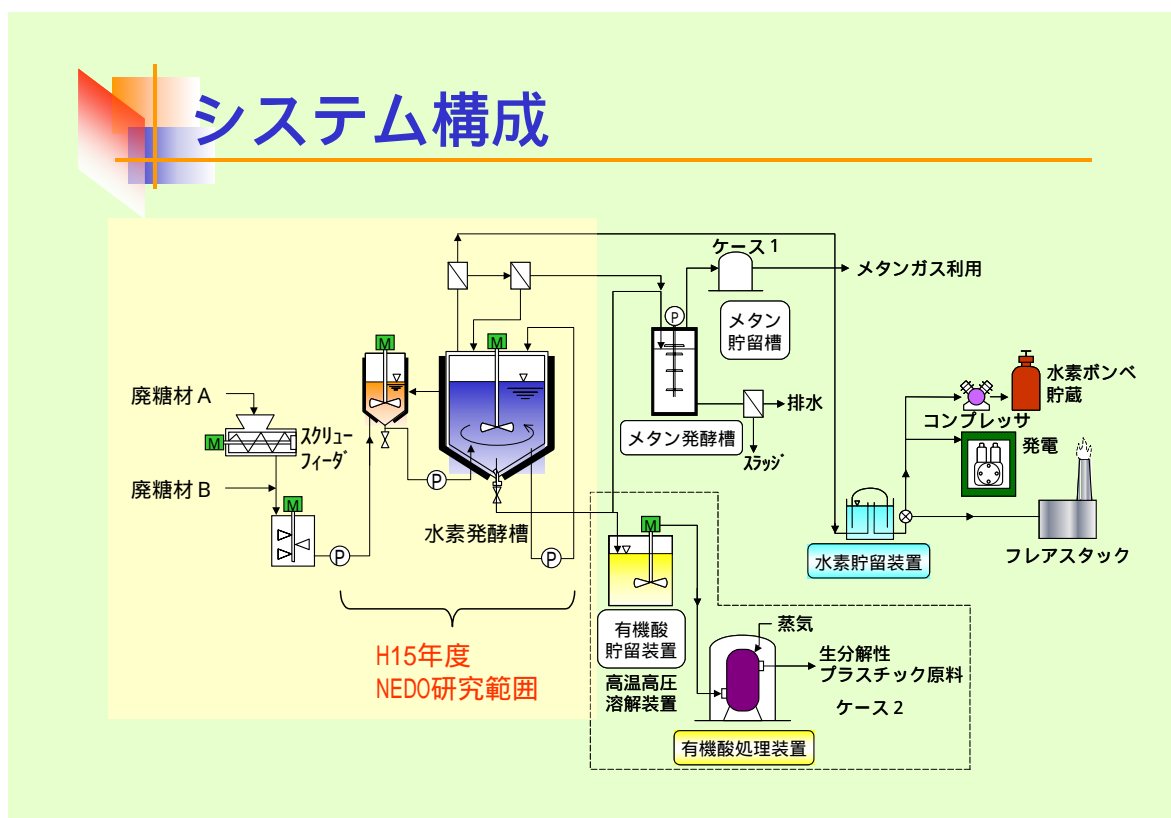 システム構成
ケース1
メタンガス利用
メタン
貯留槽
P
M
M
廃糖材A
水素ボンベ
貯蔵
排水
コンプレッサ
M
スクリュー
フィーダ
メタン発酵槽
発電
スラッジ
廃糖材B
P
M
水素発酵槽
M
P
P
水素貯留装置
フレアスタック
有機酸
貯留装置
蒸気
H15年度
NEDO研究範囲
生分解性
プラスチック原料
高温高圧
溶解装置
ケース2
有機酸処理装置